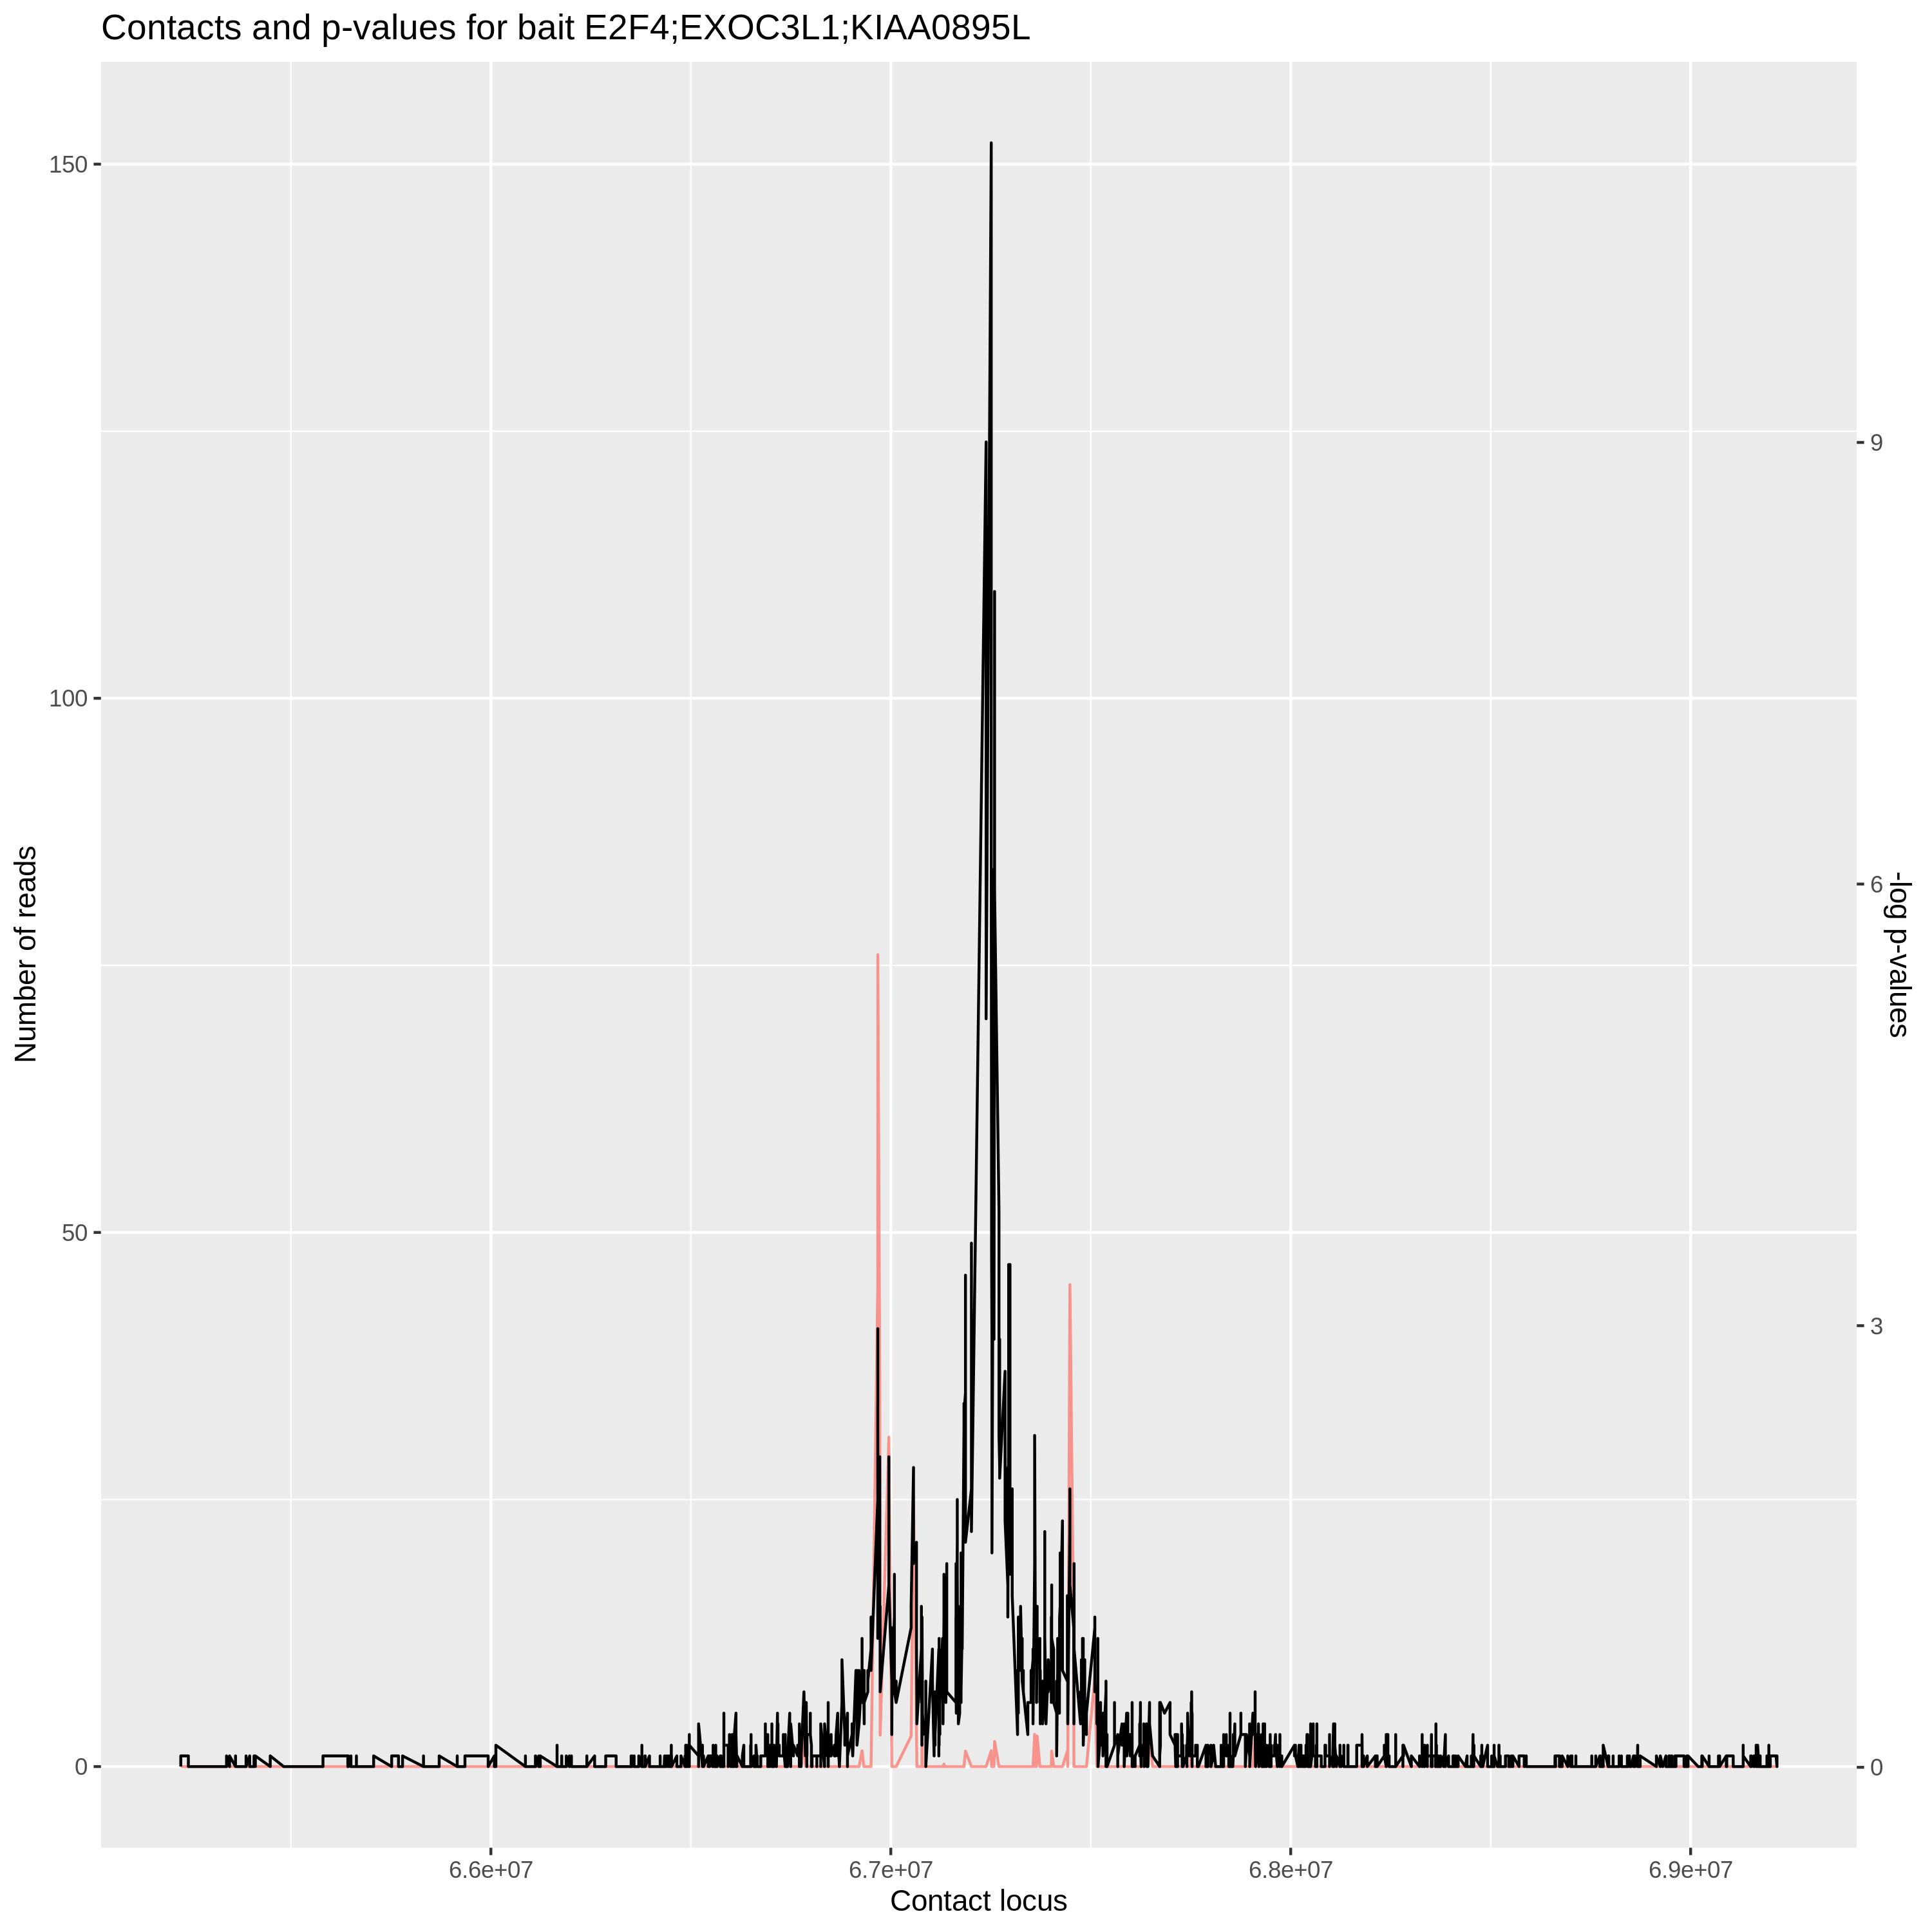 Contacts and p-values for bait E2F4;EXOC3L1;KIAA0895L
150
100
50
0
Number of reads
9
6
3
0
-log p-values
6.6e+07
6.7e+07
6.8e+07
6.9e+07
Contact locus